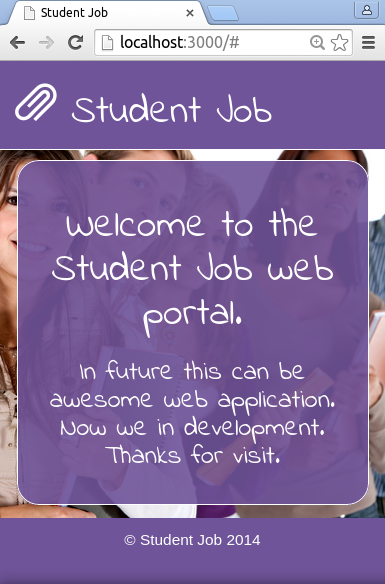 Student Job
localhost:3000/#
Student Job
Welcome to the
Student Job web
portal.
In future this can be
awesome web application.
Now we in development.
Thanks for visit.
© Student Job 2014